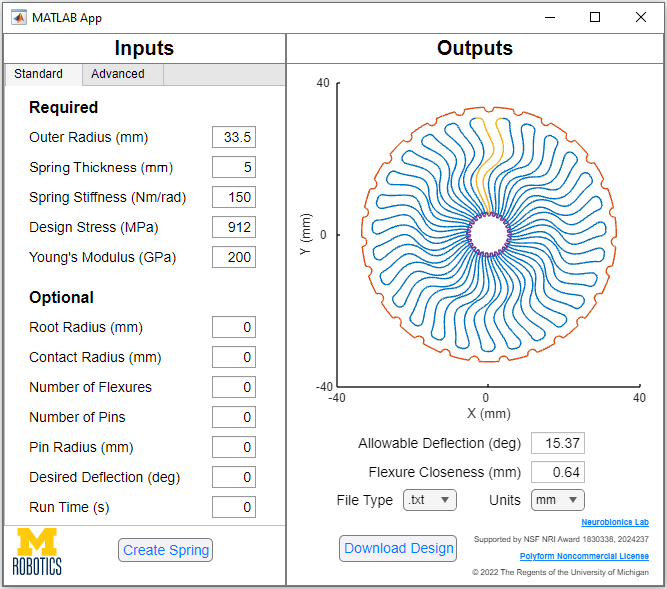 MATLAB App
Inputs
Standard Advanced
Required
Outer Radius (mm) 33.5
Spring Thickness (mm) 5
Spring Stiffness (Nm/rad) 150
Design Stress (MPa) 912
Young's Modulus (GPa) 200
Optional
Root Radius (mm) 0
Contact Radius (mm) 0
Number of Flexures 0
Number of Pins 0
Pin Radius (mm) 0
Desired Deflection (deg) 0
Run Time (s) 0
M
ROBOTICS
Create Spring
Outputs
40
Y (mm)
0
-40
-40 0 40
X (mm)
Allowable Deflection (deg) 15.37
Flexure Closeness (mm) 0.64
File Type .txt Units mm
Download Design
Neurobionics Lab
Supported by NSF NRI Award 1830338, 2024237
Polyform Noncommercial License
© 2022 The Regents of the University of Michigan